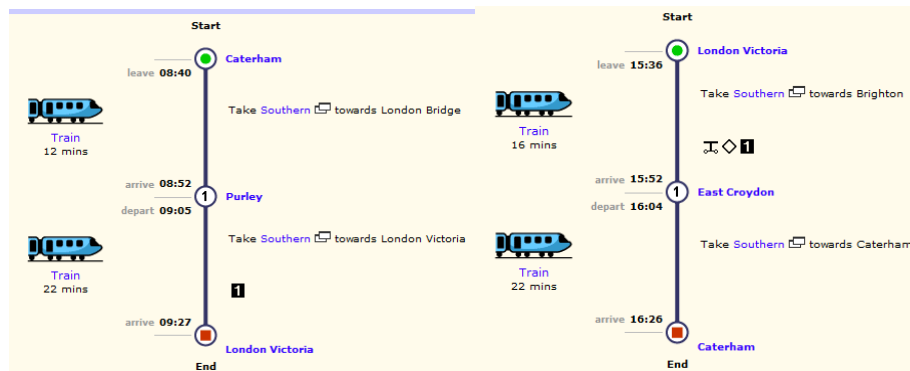 Start
Caterham
leave 08:40
Take Southern towards London Bridge
Train
12 mins
arrive 08:52
1 Purley
depart 09:05
Take Southern towards London Victoria
Train
22 mins
1
arrive 09:27
London Victoria
End
Start
London Victoria
leave 15:36
Take Southern towards Brighton
Train
16 mins
1
arrive 15:52
1 East Croydon
depart 16:04
Take Southern towards Caterham
Train
22 mins
arrive 16:26
Caterham
End